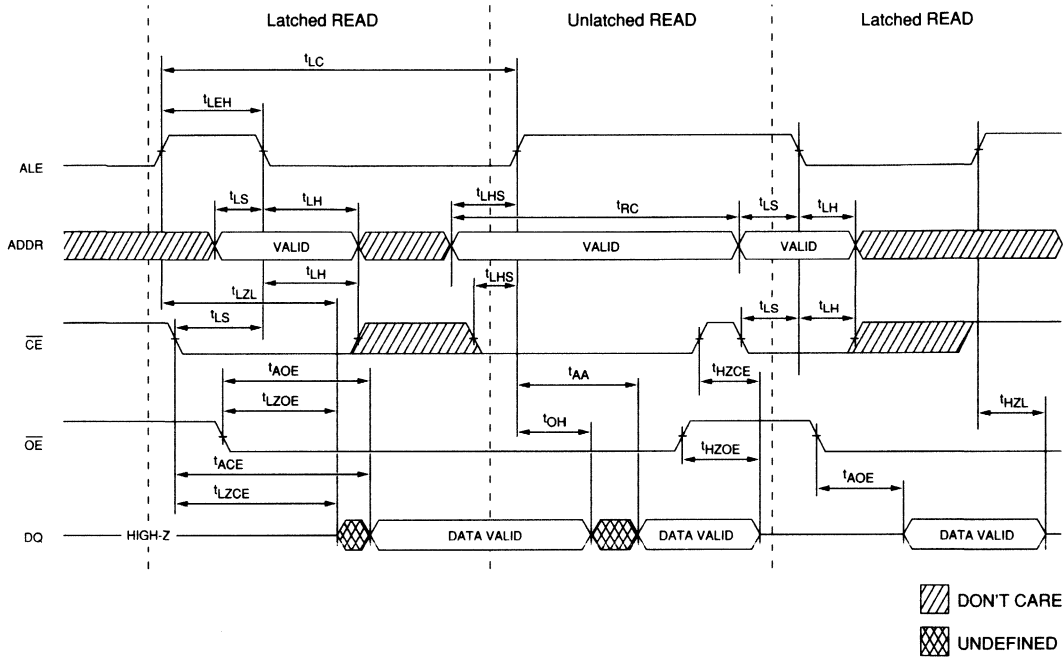 Latched READ Unlatched READ Latched READ
tLC
tLEH
ALE
tLS tLH tLHS tRC tLS tLH
ADDR VALID VALID VALID
tLH tLHS
tLZL
tLS tLS tLH
CE
tAOE tAA tHZCE
tLZOE tOH tHZL
OE
tHZOE
tACE
tLZCE tAOE
DQ HIGH-Z DATA VALID DATA VALID DATA VALID
DON'T CARE
UNDEFINED